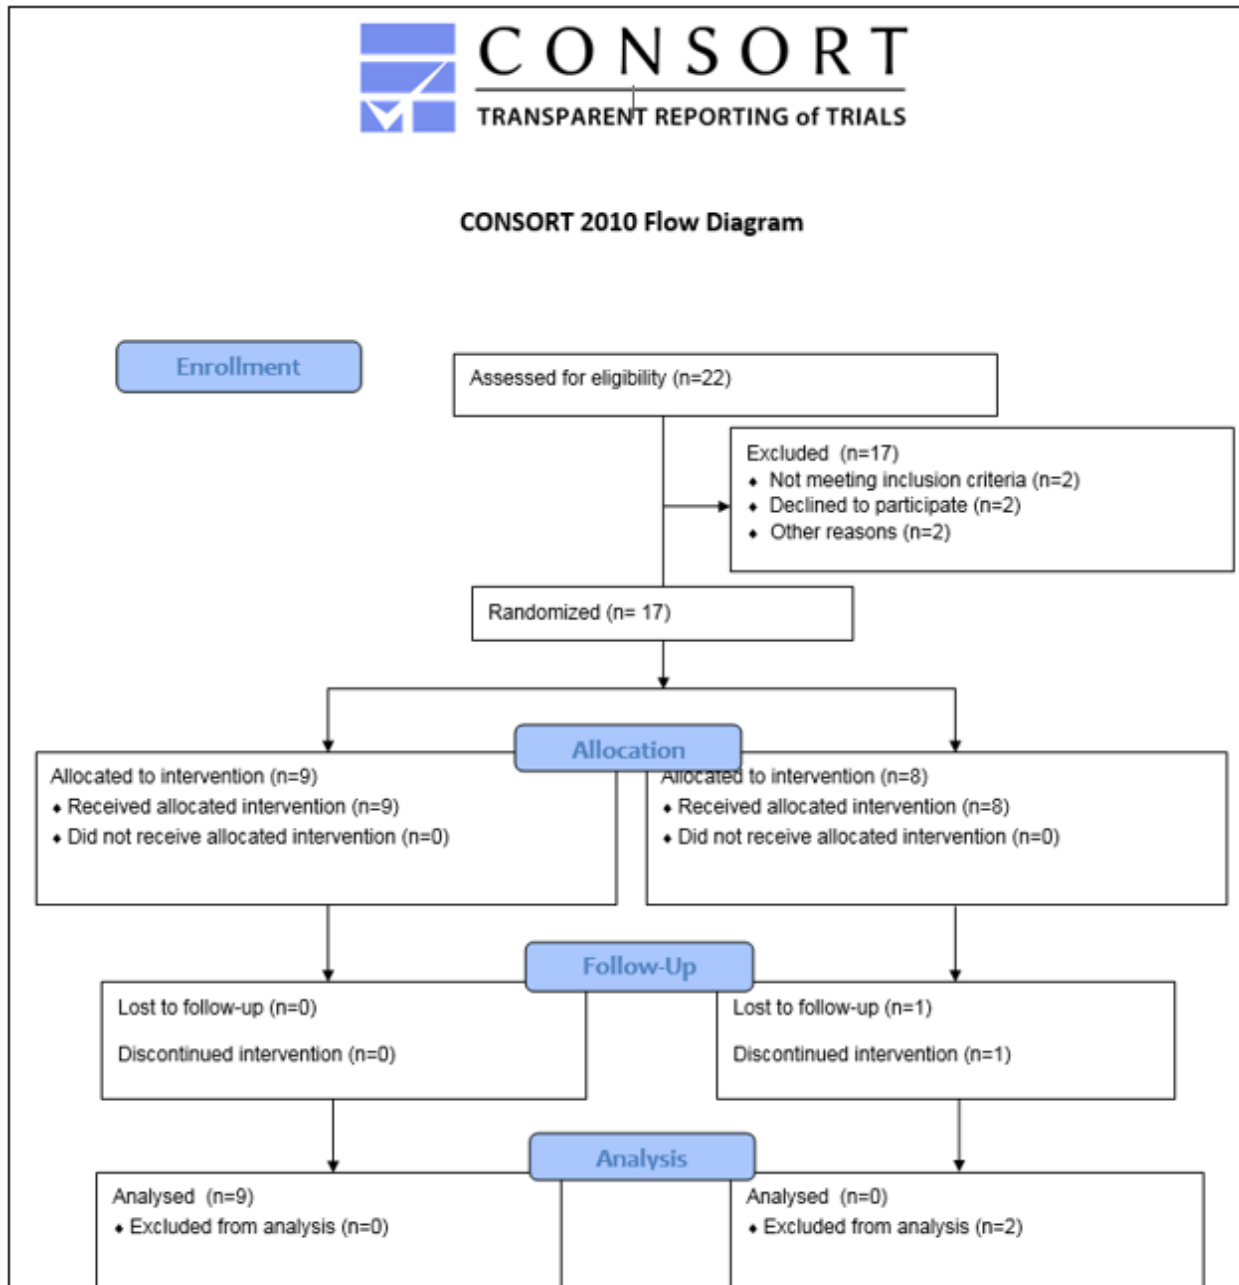 CONSORT
TRANSPARENT REPORTING of TRIALS
CONSORT 2010 Flow Diagram
Enrollment
Assessed for eligibility (n=22)
Excluded (n=17)
♦ Not meeting inclusion criteria (n=2)
♦ Declined to participate (n=2)
♦ Other reasons (n=2)
Randomized (n= 17)
Allocation
Allocated to intervention (n=9)
♦ Received allocated intervention (n=9)
♦ Did not receive allocated intervention (n=0)
Allocated to intervention (n=8)
♦ Received allocated intervention (n=8)
♦ Did not receive allocated intervention (n=0)
Follow-Up
Lost to follow-up (n=0)
Discontinued intervention (n=0)
Lost to follow-up (n=1)
Discontinued intervention (n=1)
Analysis
Analysed (n=9)
♦ Excluded from analysis (n=0)
Analysed (n=0)
♦ Excluded from analysis (n=2)